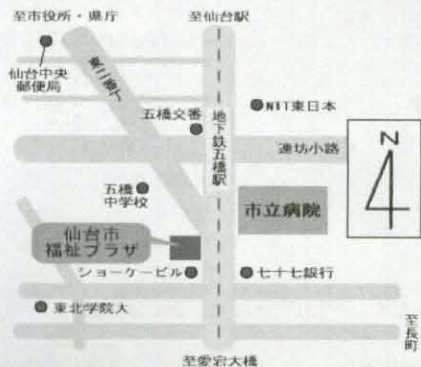 至市役所・県庁
至仙台駅
仙台中央
郵便局
東二番丁
NTT東日本
五橋交番
地下鉄五橋駅
連坊小路
N
五橋
中学校
市立病院
仙台市
福祉プラザ
ショーケービル
七十七銀行
東北学院大
至長町
至愛宕大橋